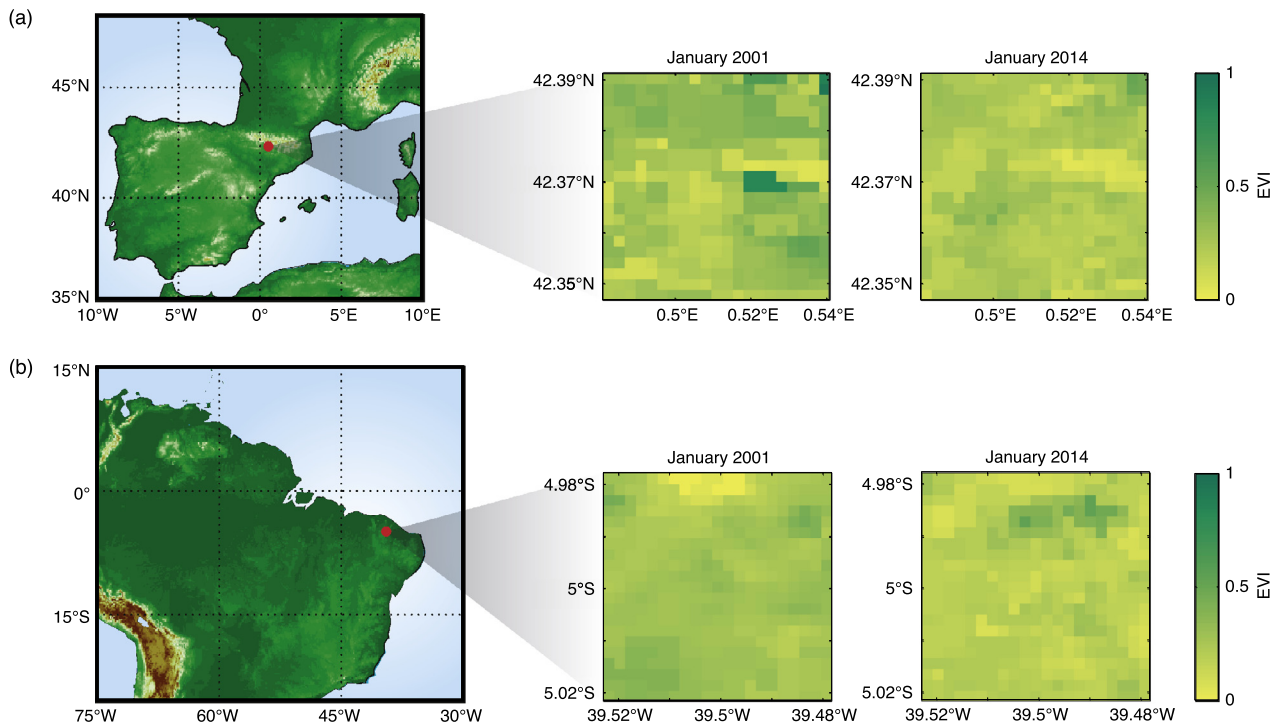 (a)
January 2001
January 2014
45°N
40°N
35°N
10°W
5°W
0°
5°E
10°E
42.39°N
42.37°N
42.35°N
0.5°E
0.52°E
0.54°E
42.39°N
42.37°N
42.35°N
0.5°E
0.52°E
0.54°E
1
0.5
0
EVI
(b)
15°N
0°
15°S
75°W
60°W
45°W
30°W
January 2001
4.98°S
5°S
5.02°S
39.52°W
39.5°W
39.48°W
January 2014
4.98°S
5°S
5.02°S
39.52°W
39.5°W
39.48°W
1
0.5
0
EVI